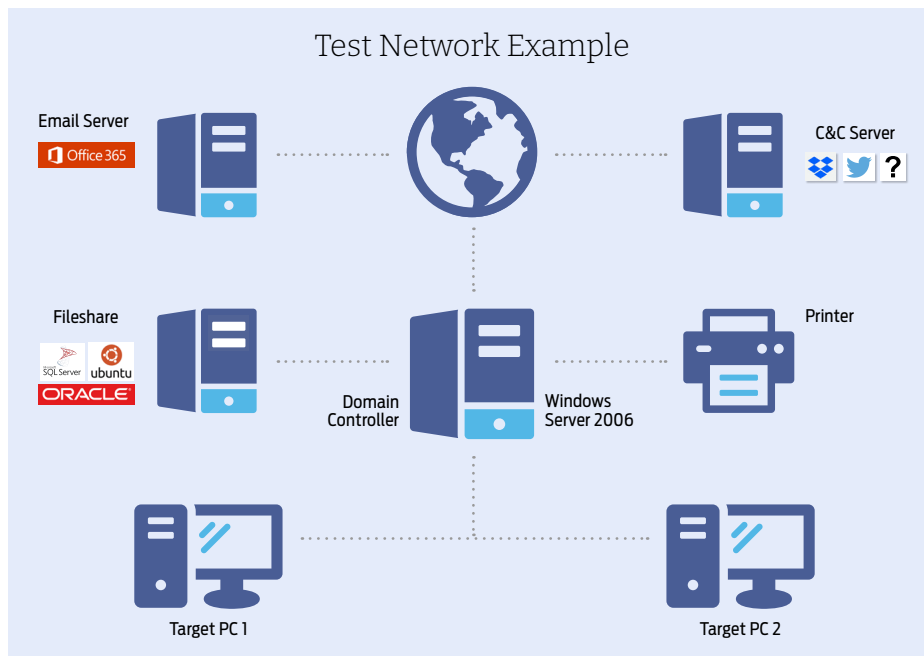 Test Network Example
Email Server
Office 365
C&C Server
?
Fileshare
Microsoft
SQL Server
ubuntu
ORACLE®
Domain
Controller
Windows
Server 2006
Printer
Target PC 1
Target PC 2